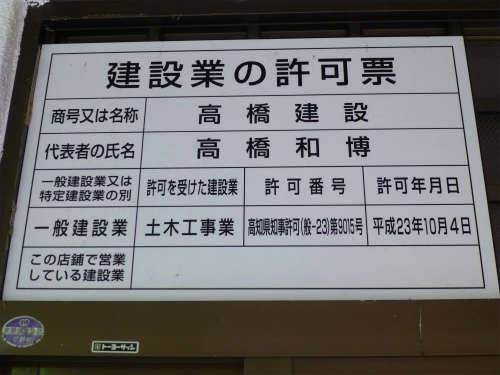 建設業の許可票
商号又は名称 高橋建設
代表者の氏名 高橋和博
一般建設業又は
特定建設業の別 許可を受けた建設業 許可番号 許可年月日
一般建設業 土木工事業 高知県知事許可(般-23)第9015号 平成23年10月4日
この店舗で営業
している建設業
トーヨーサッシ